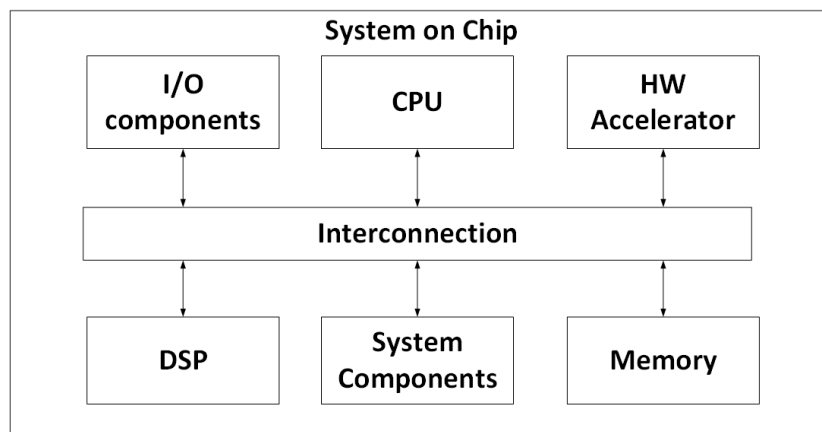 System on Chip
I/O
components
CPU
HW
Accelerator
Interconnection
DSP
System
Components
Memory